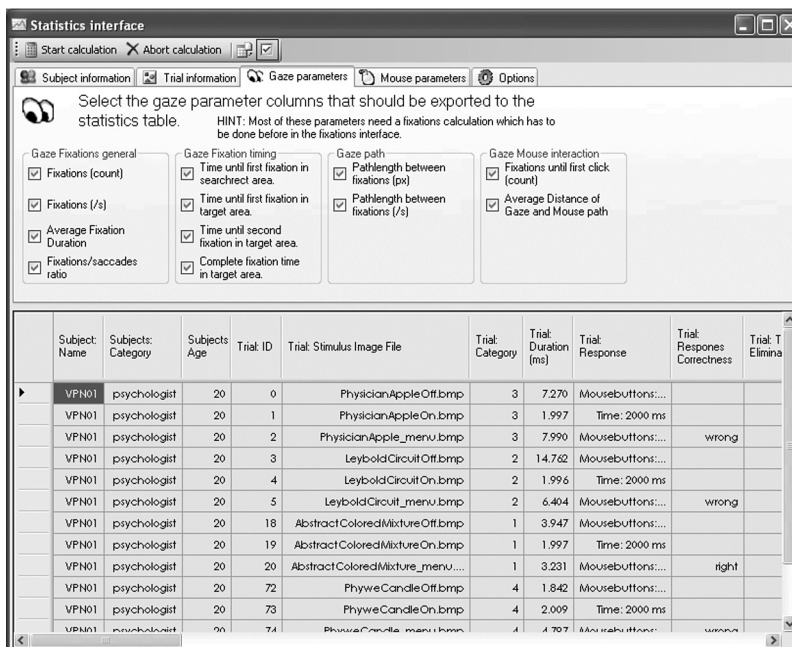 Statistics interface
Start calculation Abort calculation
Subject information Trial information Gaze parameters Mouse parameters Options
Select the gaze parameter columns that should be exported to the
statistics table. HINT: Most of these parameters need a fixations calculation which has to
be done before in the fixations interface.
Gaze Fixations general
Fixations (count)
Fixations (/s)
Average Fixation
Duration
Fixations/saccades
ratio
Gaze Fixation timing
Time until first fixation in
searchrect area.
Time until first fixation in
target area.
Time until second
fixation in target area.
Complete fixation time
in target area.
Gaze path
Pathlength between
fixations (px)
Pathlength between
fixations (/s)
Gaze Mouse interaction
Fixations until first click
(count)
Average Distance of
Gaze and Mouse path
Subject: Name Subjects: Category Subjects Age Trial: ID Trial: Stimulus Image File Trial: Category Trial: Duration (ms) Trial: Response Trial: Respones Correctness Trial: T Elimina
VPN01 psychologist 20 0 PhysicianAppleOff.bmp 3 7.270 Mousebuttons:...
VPN01 psychologist 20 1 PhysicianAppleOn.bmp 3 1.997 Time: 2000 ms
VPN01 psychologist 20 2 PhysicianApple_menu.bmp 3 7.990 Mousebuttons:... wrong
VPN01 psychologist 20 3 LeyboldCircuitOff.bmp 2 14.762 Mousebuttons:...
VPN01 psychologist 20 4 LeyboldCircuitOn.bmp 2 1.996 Time: 2000 ms
VPN01 psychologist 20 5 LeyboldCircuit_menu.bmp 2 6.404 Mousebuttons:... wrong
VPN01 psychologist 20 18 AbstractColoredMixtureOff.bmp 1 3.947 Mousebuttons:...
VPN01 psychologist 20 19 AbstractColoredMixtureOn.bmp 1 1.997 Time: 2000 ms
VPN01 psychologist 20 20 AbstractColoredMixture_menu.... 1 3.231 Mousebuttons:... right
VPN01 psychologist 20 72 PhyweCandleOff.bmp 4 1.842 Mousebuttons:...
VPN01 psychologist 20 73 PhyweCandleOn.bmp 4 2.009 Time: 2000 ms
VPN01 psychologist 20 74 PhyweCandle_menu.bmp 4 4.797 Mousebuttons: wrong